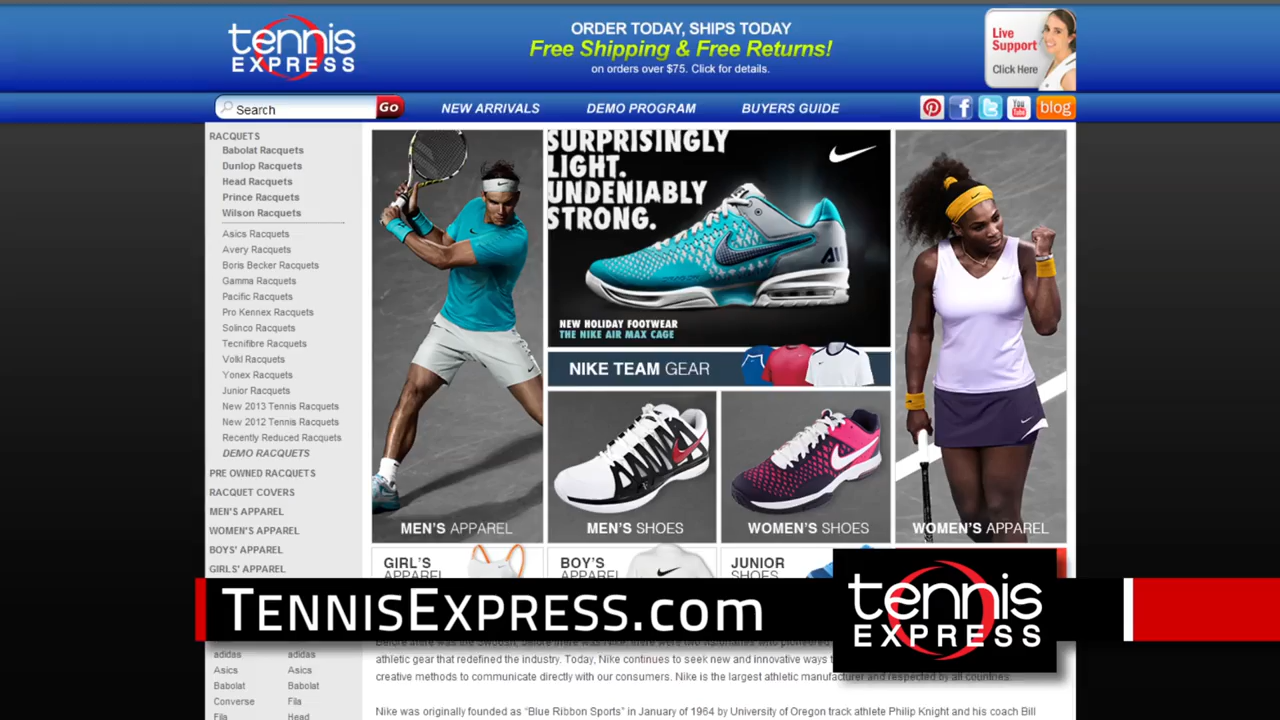 tennis
EXPRESS
ORDER TODAY, SHIPS TODAY
Free Shipping & Free Returns!
on orders over $75. Click for details.
Live
Support
Click Here
Search
Go
NEW ARRIVALS
DEMO PROGRAM
BUYERS GUIDE
You
Tube
blog
RACQUETS
Babolat Racquets
Dunlop Racquets
Head Racquets
Prince Racquets
Wilson Racquets
Asics Racquets
Avery Racquets
Boris Becker Racquets
Gamma Racquets
Pacific Racquets
Pro Kennex Racquets
Solinco Racquets
Tecnifibre Racquets
Volkl Racquets
Yonex Racquets
Junior Racquets
New 2013 Tennis Racquets
New 2012 Tennis Racquets
Recently Reduced Racquets
DEMO RACQUETS
PRE OWNED RACQUETS
RACQUET COVERS
MEN'S APPAREL
WOMEN'S APPAREL
BOYS' APPAREL
GIRLS' APPAREL
SURPRISINGLY
LIGHT.
UNDENIABLY
STRONG.
NEW HOLIDAY FOOTWEAR
THE NIKE AIR MAX CAGE
NIKE TEAM GEAR
MEN'S APPAREL
MEN'S SHOES
WOMEN'S SHOES
WOMEN'S APPAREL
GIRL'S
APPAREL
BOY'S
APPAREL
JUNIOR
SHOES
TENNISEXPRESS.com
tennis
EXPRESS
adidas
Asics
Babolat
Converse
Fila
adidas
Asics
Babolat
Fila
Head
athletic gear that redefined the industry. Today, Nike continues to seek new and innovative ways
creative methods to communicate directly with our consumers. Nike is the largest athletic manufacturer and respected by all countries.
Nike was originally founded as “Blue Ribbon Sports” in January of 1964 by University of Oregon track athlete Philip Knight and his coach Bill